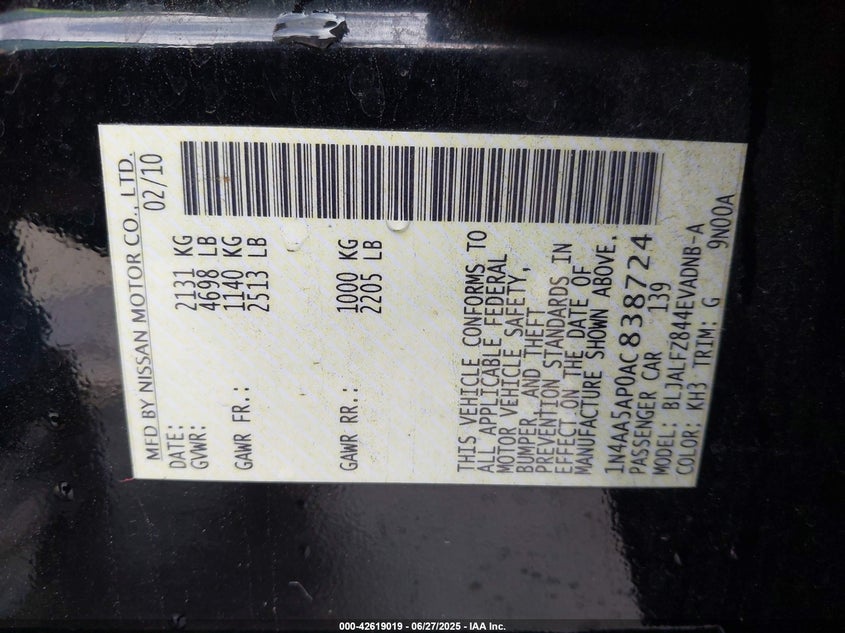 MFD BY NISSAN MOTOR CO., LTD.
DATE: 02/10
GVWR: 2131 KG
4698 LB
GAWR FR.: 1140 KG
2513 LB
GAWR RR.: 1000 KG
2205 LB
THIS VEHICLE CONFORMS TO
ALL APPLICABLE FEDERAL
MOTOR VEHICLE SAFETY,
BUMPER, AND THEFT
PREVENTION STANDARDS IN
EFFECT ON THE DATE OF
MANUFACTURE SHOWN ABOVE.
1N4AA5AP0AC838724
PASSENGER CAR 139
MODEL: BLJALFZ844EVADNB-A
COLOR: KH3 TRIM: G 9N00A
000-42619019 - 06/27/2025 - IAA Inc.